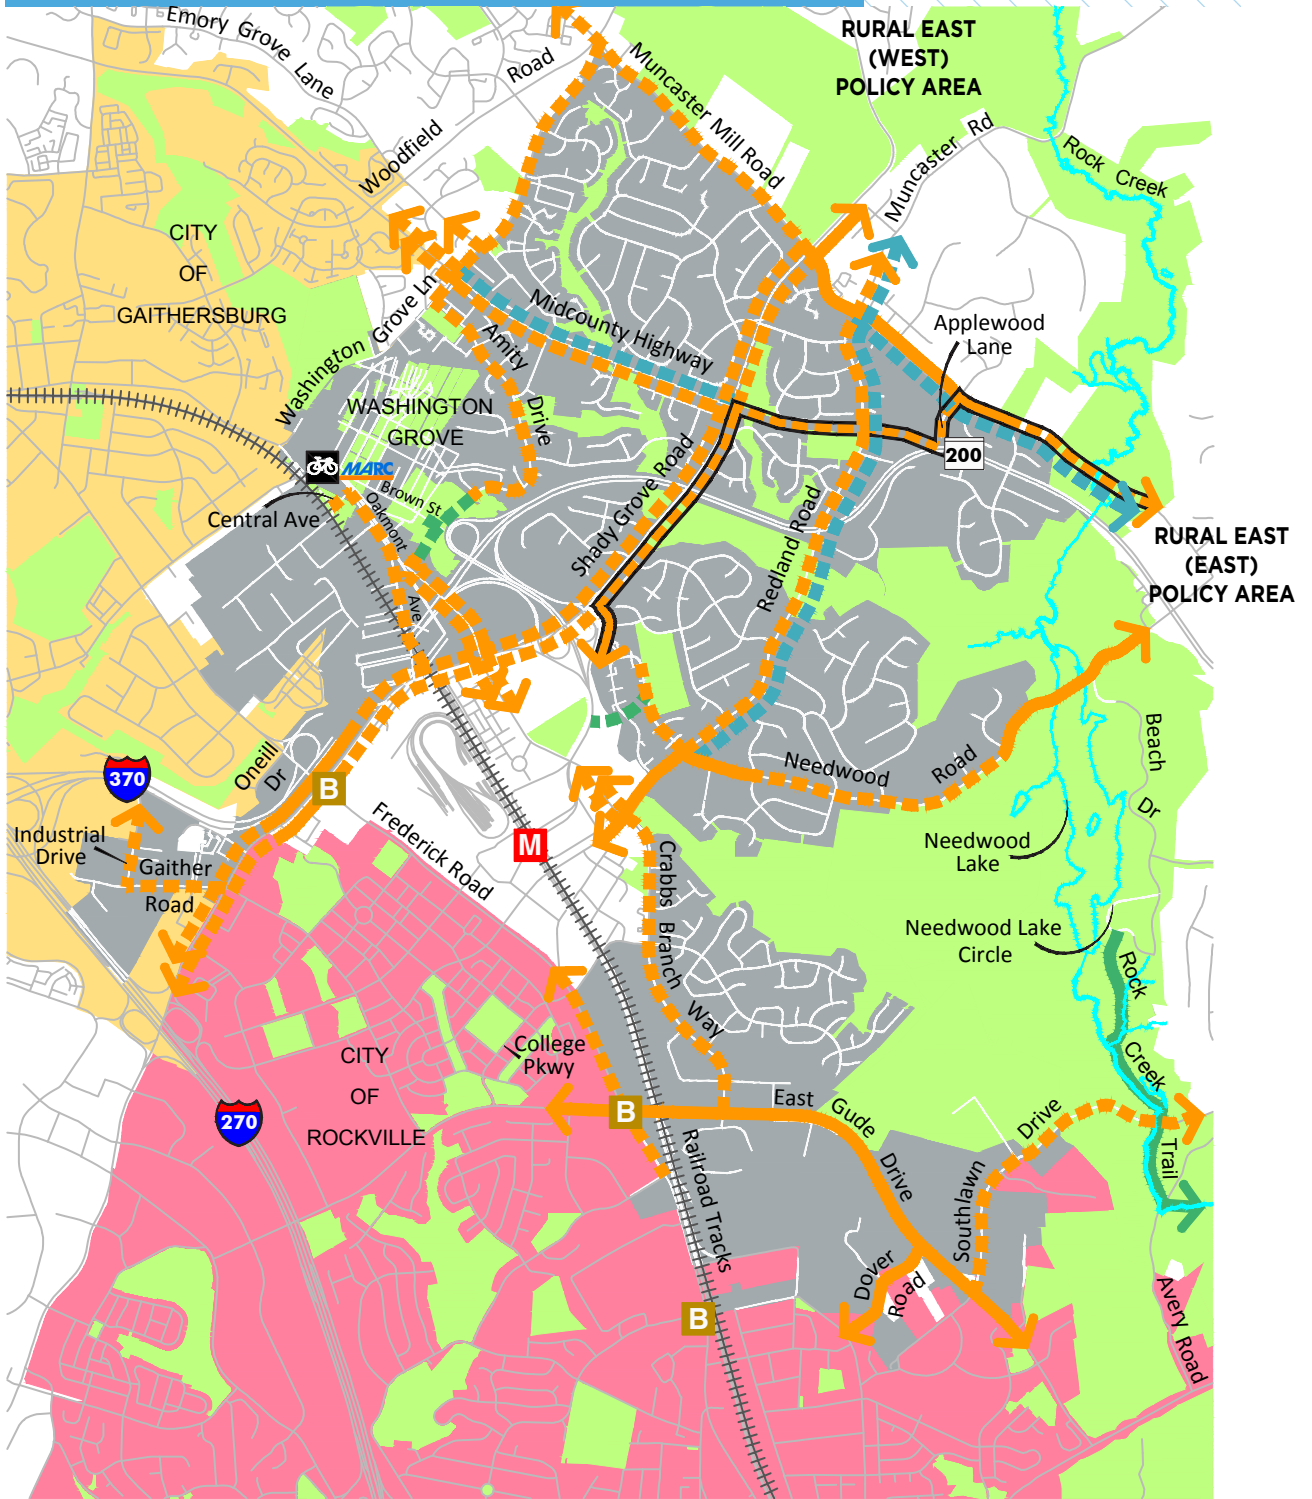 Emory Grove Lane
Woodfield Road
Muncaster Mill Road
RURAL EAST
(WEST)
POLICY AREA
Muncaster Rd
Rock Creek
CITY
OF
GAITHERSBURG
Washington Grove Ln
Midcounty Highway
Amity Drive
Applewood
Lane
WASHINGTON
GROVE
200
MARC
Brown St
Oakmont Ave
Central Ave
Shady Grove Road
Redland Road
RURAL EAST
(EAST)
POLICY AREA
Oneill
Dr
370
B
Industrial
Drive
Gaither
Road
Frederick Road
M
Needwood Road
Beach Dr
Needwood
Lake
Crabbs Branch Way
Needwood Lake
Circle
Rock Creek Trail
College
Pkwy
CITY
OF
ROCKVILLE
270
B
East Gude Drive
Railroad Tracks
Southlawn Drive
Dover
Road
B
Avery Road